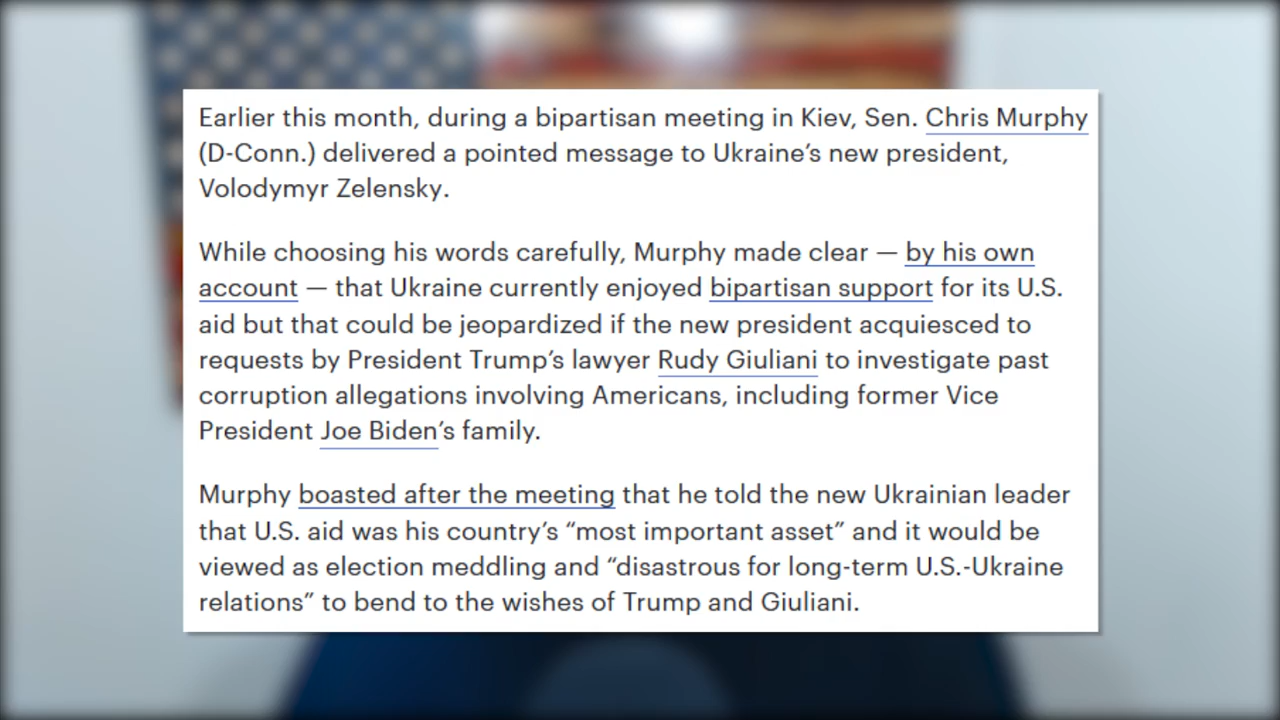 Earlier this month, during a bipartisan meeting in Kiev, Sen. Chris Murphy
(D-Conn.) delivered a pointed message to Ukraine’s new president,
Volodymyr Zelensky.
While choosing his words carefully, Murphy made clear — by his own
account — that Ukraine currently enjoyed bipartisan support for its U.S.
aid but that could be jeopardized if the new president acquiesced to
requests by President Trump’s lawyer Rudy Giuliani to investigate past
corruption allegations involving Americans, including former Vice
President Joe Biden’s family.
Murphy boasted after the meeting that he told the new Ukrainian leader
that U.S. aid was his country’s “most important asset” and it would be
viewed as election meddling and “disastrous for long-term U.S.-Ukraine
relations” to bend to the wishes of Trump and Giuliani.